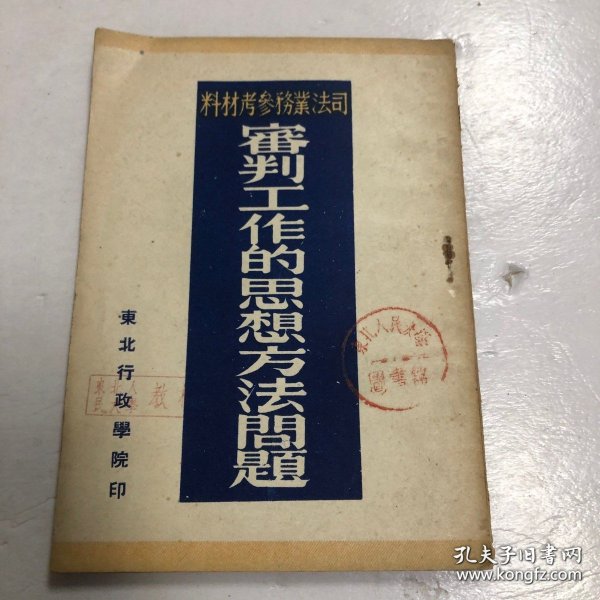 司法業務參考材料
審判工作的思想方法問題
東北行政學院印
孔夫子旧书网
www.kongfz.com